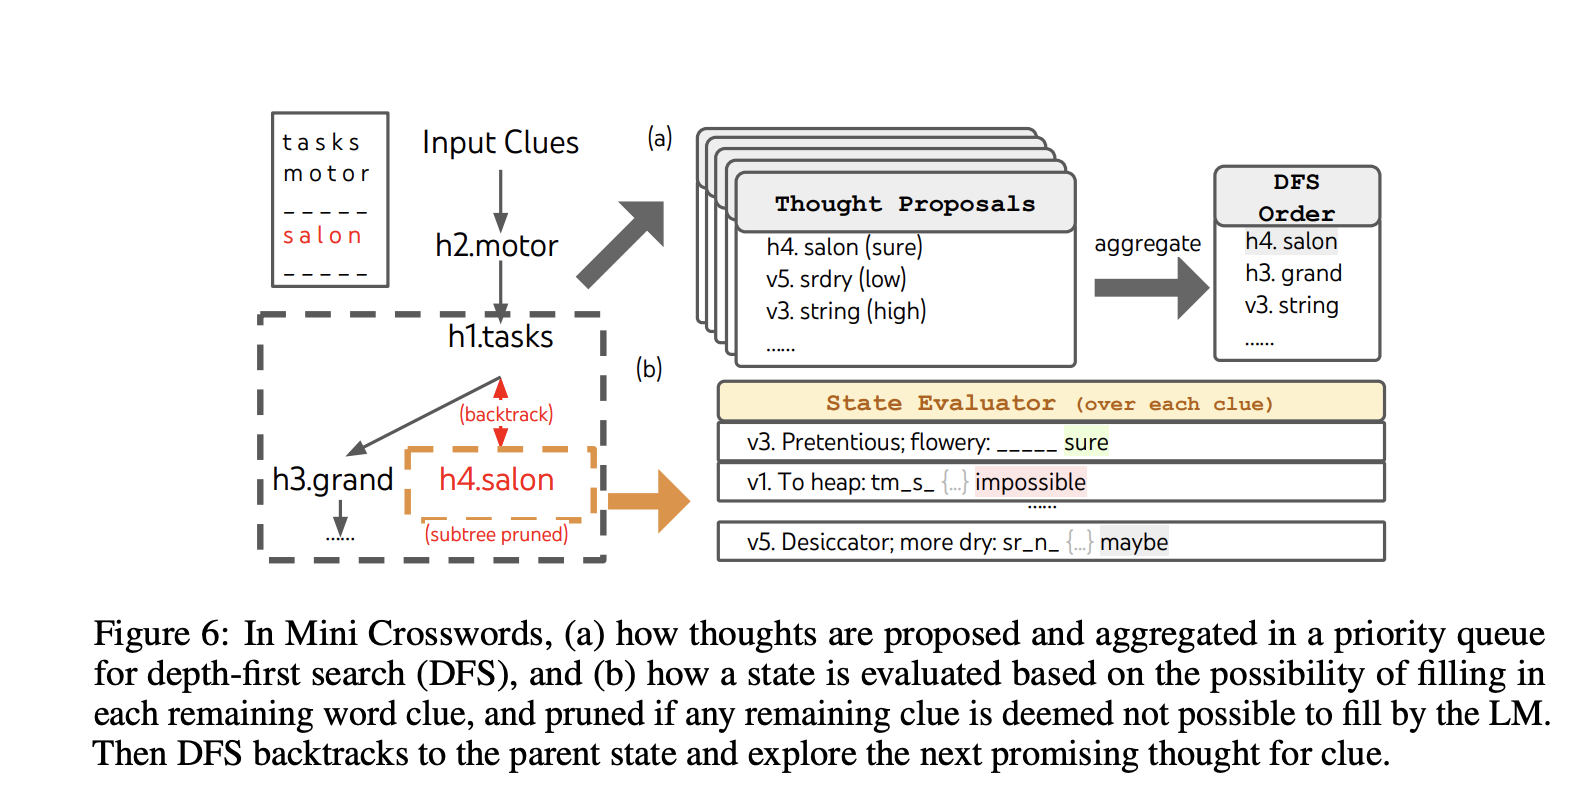 tasks
motor
_____
salon
_____
Input Clues
h2.motor
h1.tasks
(backtrack)
h3.grand
h4.salon
......
(subtree pruned)
(a)
Thought Proposals
h4. salon (sure)
v5. srdry (low)
v3. string (high)
......
aggregate
DFS
Order
h4. salon
h3. grand
v3. string
......
(b)
State Evaluator (over each clue)
v3. Pretentious; flowery: _____ sure
v1. To heap: tm_s_ {...} impossible
......
v5. Desiccator; more dry: sr_n_ {...} maybe
Figure 6: In Mini Crosswords, (a) how thoughts are proposed and aggregated in a priority queue
for depth-first search (DFS), and (b) how a state is evaluated based on the possibility of filling in
each remaining word clue, and pruned if any remaining clue is deemed not possible to fill by the LM.
Then DFS backtracks to the parent state and explore the next promising thought for clue.